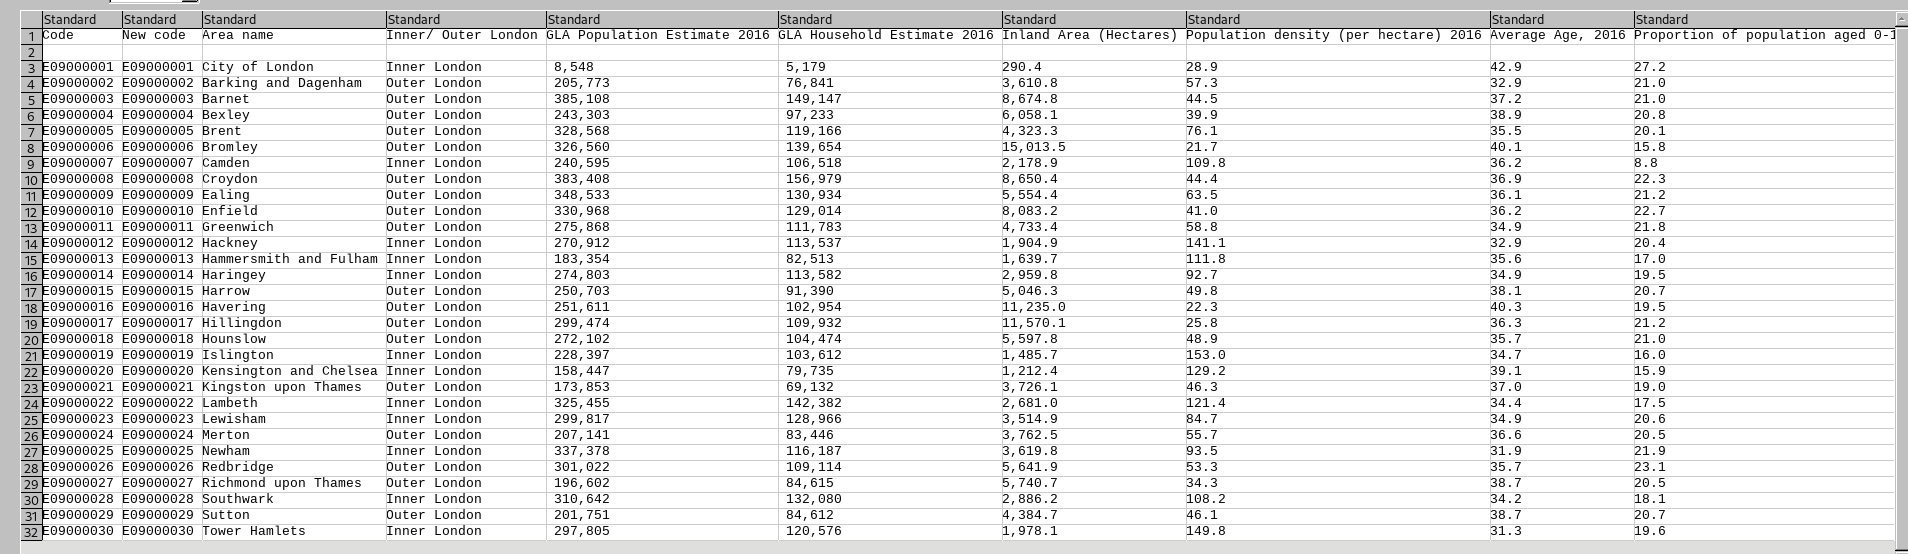 Standard Standard Standard Standard Standard Standard Standard Standard Standard Standard
1 Code New code Area name Inner/ Outer London GLA Population Estimate 2016 GLA Household Estimate 2016 Inland Area (Hectares) Population density (per hectare) 2016 Average Age, 2016 Proportion of population aged 0-1
2
3 E09000001 E09000001 City of London Inner London 8,548 5,179 290.4 28.9 42.9 27.2
4 E09000002 E09000002 Barking and Dagenham Outer London 205,773 76,841 3,610.8 57.3 32.9 21.0
5 E09000003 E09000003 Barnet Outer London 385,108 149,147 8,674.8 44.5 37.2 21.0
6 E09000004 E09000004 Bexley Outer London 243,303 97,233 6,058.1 39.9 38.9 20.8
7 E09000005 E09000005 Brent Outer London 328,568 119,166 4,323.3 76.1 35.5 20.1
8 E09000006 E09000006 Bromley Outer London 326,560 139,654 15,013.5 21.7 40.1 15.8
9 E09000007 E09000007 Camden Inner London 240,595 106,518 2,178.9 109.8 36.2 8.8
10 E09000008 E09000008 Croydon Outer London 383,408 156,979 8,650.4 44.4 36.9 22.3
11 E09000009 E09000009 Ealing Outer London 348,533 130,934 5,554.4 63.5 36.1 21.2
12 E09000010 E09000010 Enfield Outer London 330,968 129,014 8,083.2 41.0 36.2 22.7
13 E09000011 E09000011 Greenwich Outer London 275,868 111,783 4,733.4 58.8 34.9 21.8
14 E09000012 E09000012 Hackney Inner London 270,912 113,537 1,904.9 141.1 32.9 20.4
15 E09000013 E09000013 Hammersmith and Fulham Inner London 183,354 82,513 1,639.7 111.8 35.6 17.0
16 E09000014 E09000014 Haringey Inner London 274,803 113,582 2,959.8 92.7 34.9 19.5
17 E09000015 E09000015 Harrow Outer London 250,703 91,390 5,046.3 49.8 38.1 20.7
18 E09000016 E09000016 Havering Outer London 251,611 102,954 11,235.0 22.3 40.3 19.5
19 E09000017 E09000017 Hillingdon Outer London 299,474 109,932 11,570.1 25.8 36.3 21.2
20 E09000018 E09000018 Hounslow Outer London 272,102 104,474 5,597.8 48.9 35.7 21.0
21 E09000019 E09000019 Islington Inner London 228,397 103,612 1,485.7 153.0 34.7 16.0
22 E09000020 E09000020 Kensington and Chelsea Inner London 158,447 79,735 1,212.4 129.2 39.1 15.9
23 E09000021 E09000021 Kingston upon Thames Outer London 173,853 69,132 3,726.1 46.3 37.0 19.0
24 E09000022 E09000022 Lambeth Inner London 325,455 142,382 2,681.0 121.4 34.4 17.5
25 E09000023 E09000023 Lewisham Inner London 299,817 128,966 3,514.9 84.7 34.9 20.6
26 E09000024 E09000024 Merton Outer London 207,141 83,446 3,762.5 55.7 36.6 20.5
27 E09000025 E09000025 Newham Inner London 337,378 116,187 3,619.8 93.5 31.9 21.9
28 E09000026 E09000026 Redbridge Outer London 301,022 109,114 5,641.9 53.3 35.7 23.1
29 E09000027 E09000027 Richmond upon Thames Outer London 196,602 84,615 5,740.7 34.3 38.7 20.5
30 E09000028 E09000028 Southwark Inner London 310,642 132,080 2,886.2 108.2 34.2 18.1
31 E09000029 E09000029 Sutton Outer London 201,751 84,612 4,384.7 46.1 38.7 20.7
32 E09000030 E09000030 Tower Hamlets Inner London 297,805 120,576 1,978.1 149.8 31.3 19.6